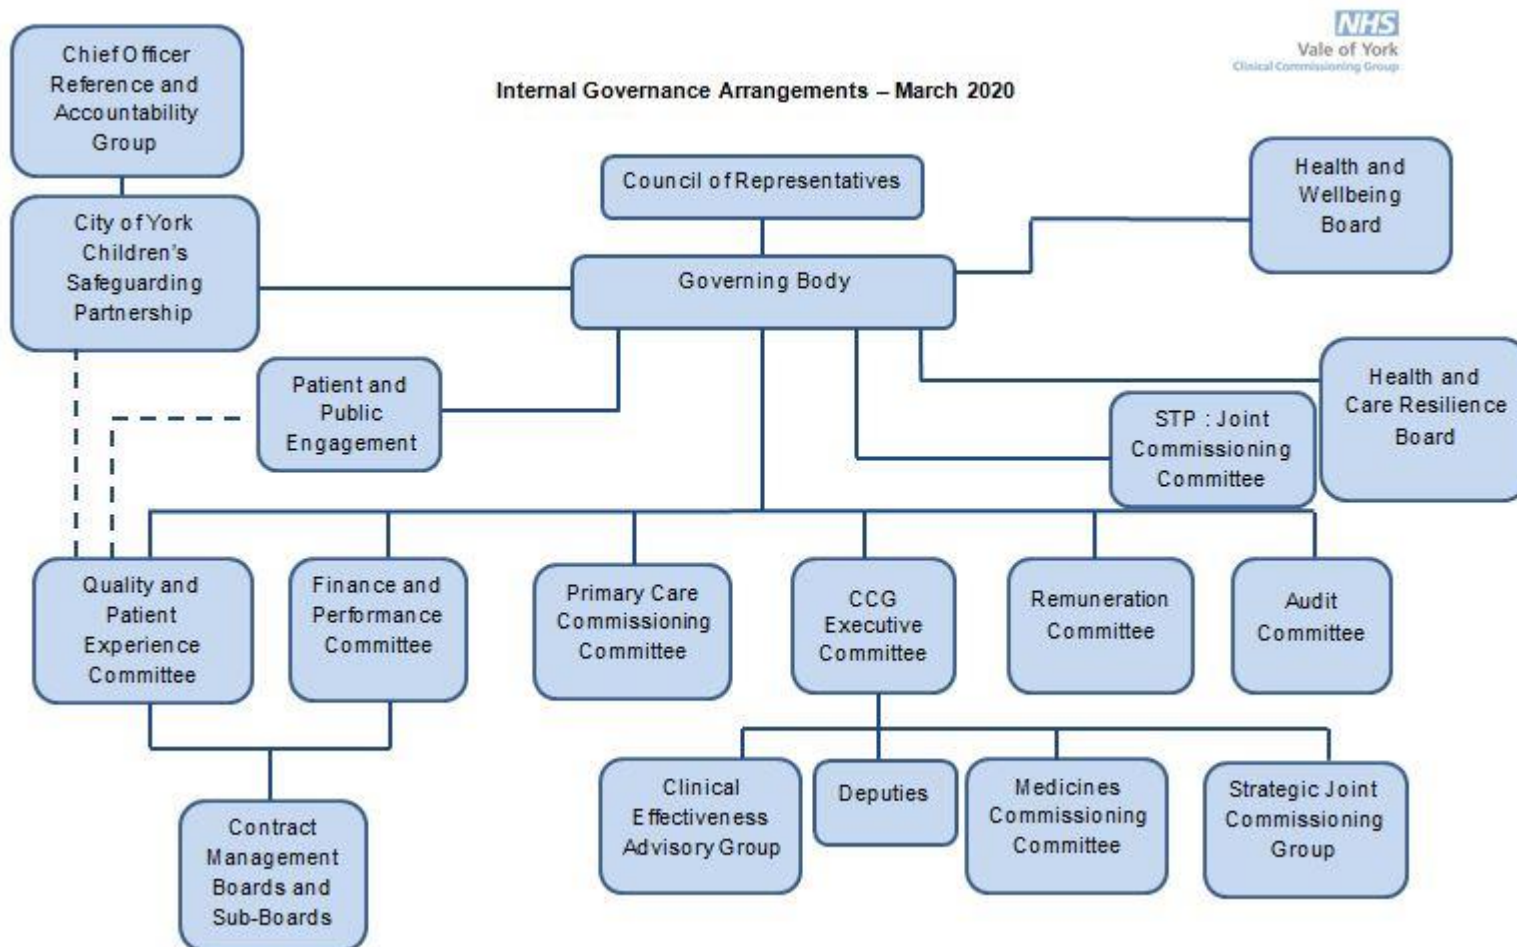 NHS
Vale of York
Clinical Commissioning Group
Internal Governance Arrangements – March 2020
Chief Officer
Reference and
Accountability
Group
Council of Representatives
Health and
Wellbeing
Board
City of York
Children's
Safeguarding
Partnership
Governing Body
Patient and
Public
Engagement
STP : Joint
Commissioning
Committee
Health and
Care Resilience
Board
Quality and
Patient
Experience
Committee
Finance and
Performance
Committee
Primary Care
Commissioning
Committee
CCG
Executive
Committee
Remuneration
Committee
Audit
Committee
Contract
Management
Boards and
Sub-Boards
Clinical
Effectiveness
Advisory Group
Deputies
Medicines
Commissioning
Committee
Strategic Joint
Commissioning
Group